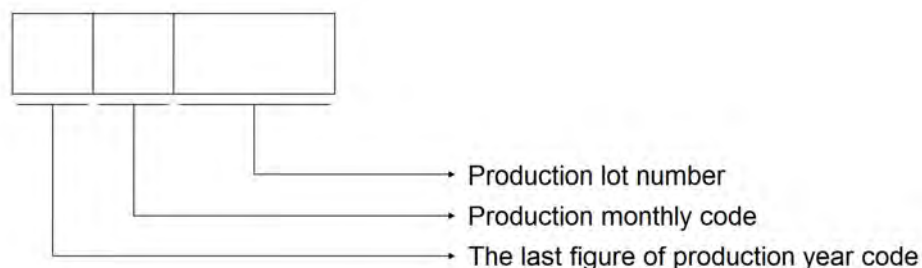 Production lot number
Production monthly code
The last figure of production year code